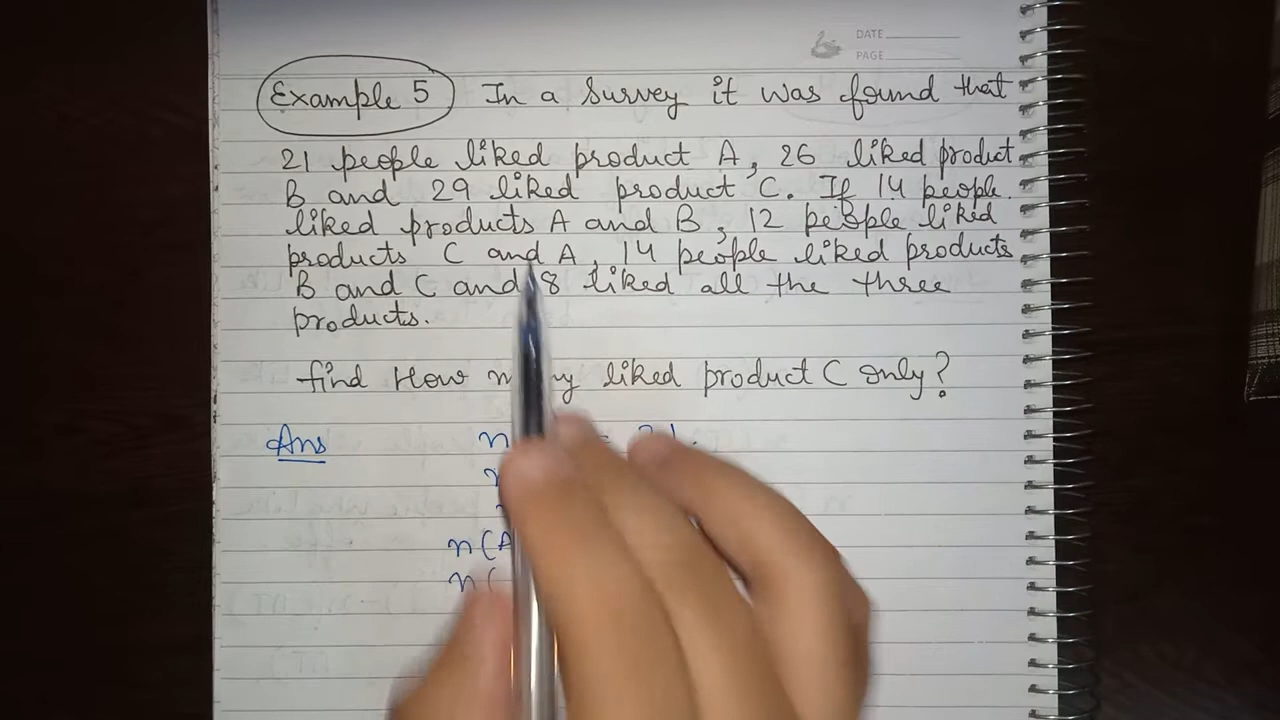 DATE
PAGE
Example 5 In a Survey it was found that
21 people liked product A, 26 liked product
B and 29 liked product C. If 14 people
liked products A and B, 12 people liked
products C and A, 14 people liked products
B and C and 8 liked all the three
products.
find How liked product C only?
Ans n = 21.
n
n(A
n(